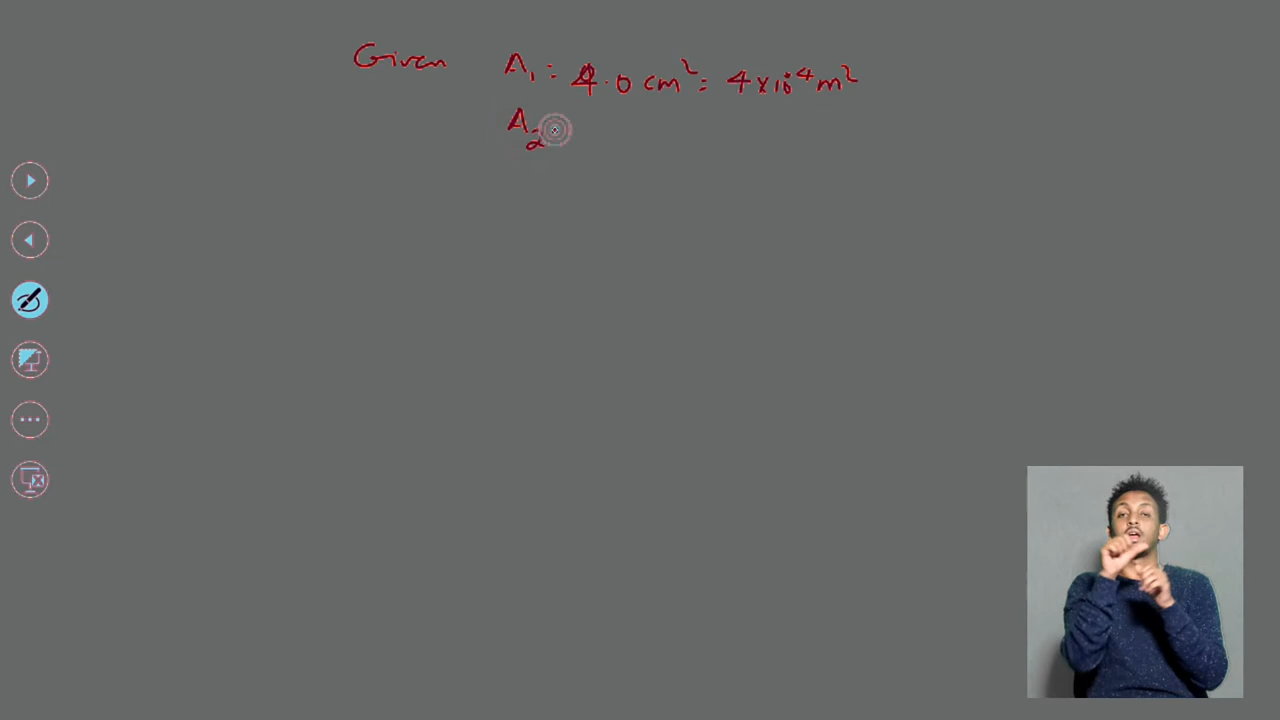 Given A₁ = 4.0 cm² = 4×10⁻⁴ m²
A₂